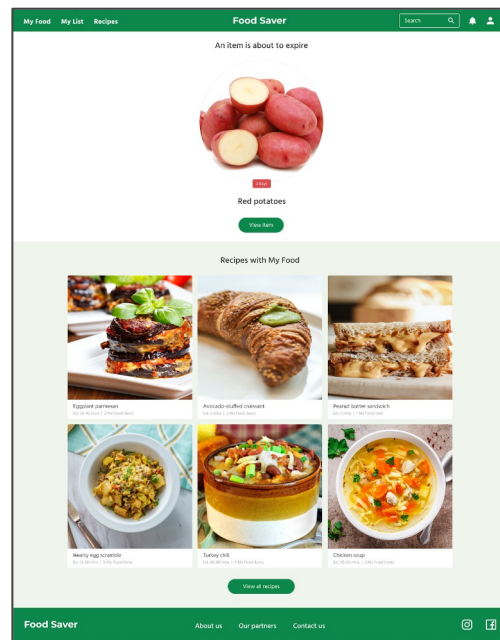 My Food My List Recipes Food Saver Search
An item is about to expire
2 days
Red potatoes
View item
Recipes with My Food
Eggplant parmesan Avocado-stuffed croissant Peanut butter sandwich
Hearty egg scramble Turkey chili Chicken soup
View all recipes
Food Saver About us Our partners Contact us